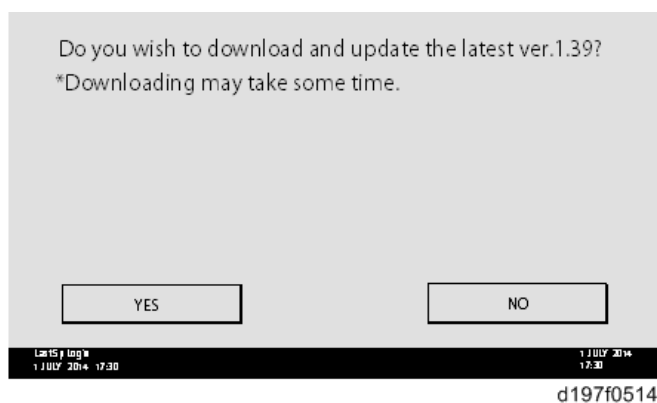 Do you wish to download and update the latest ver.1.39?
*Downloading may take some time.
YES
NO
1 JULY 2014 17:30
1 JULY 2014
17:30
d197f0514